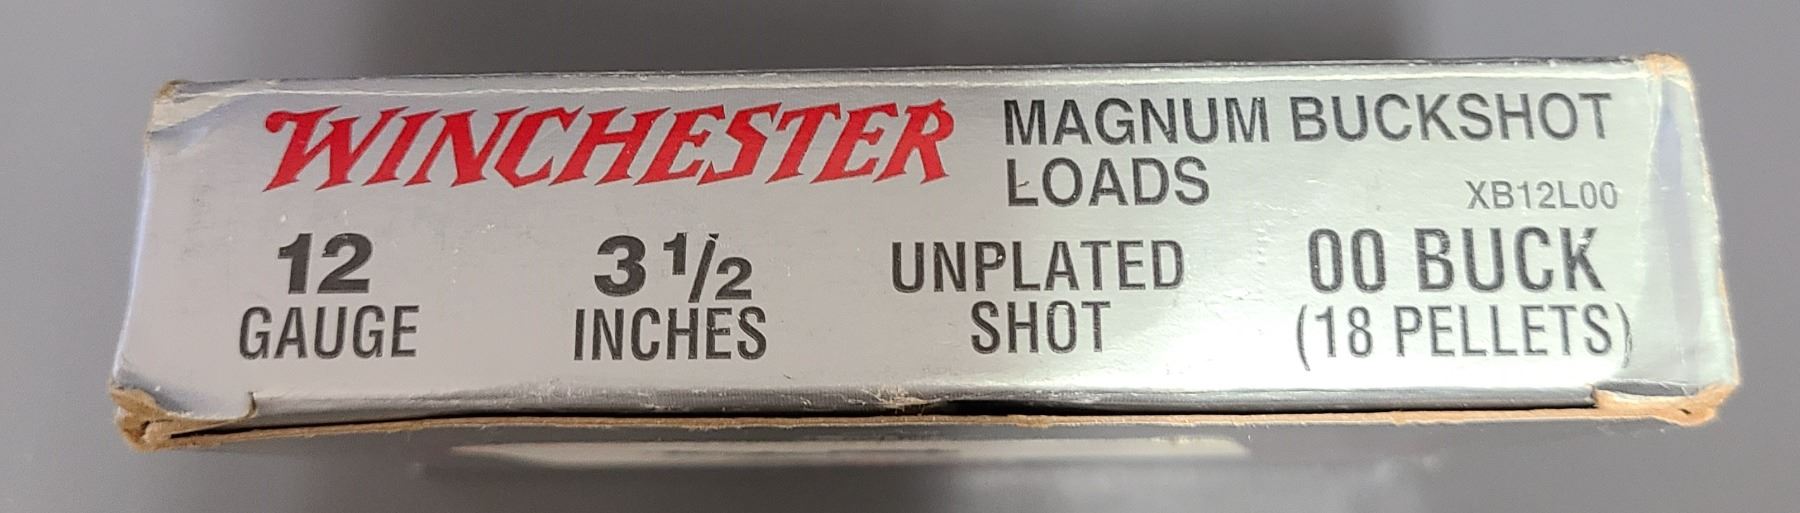 WINCHESTER MAGNUM BUCKSHOT
LOADS
XB12L00
12
GAUGE
3 1/2
INCHES
UNPLATED
SHOT
00 BUCK
(18 PELLETS)